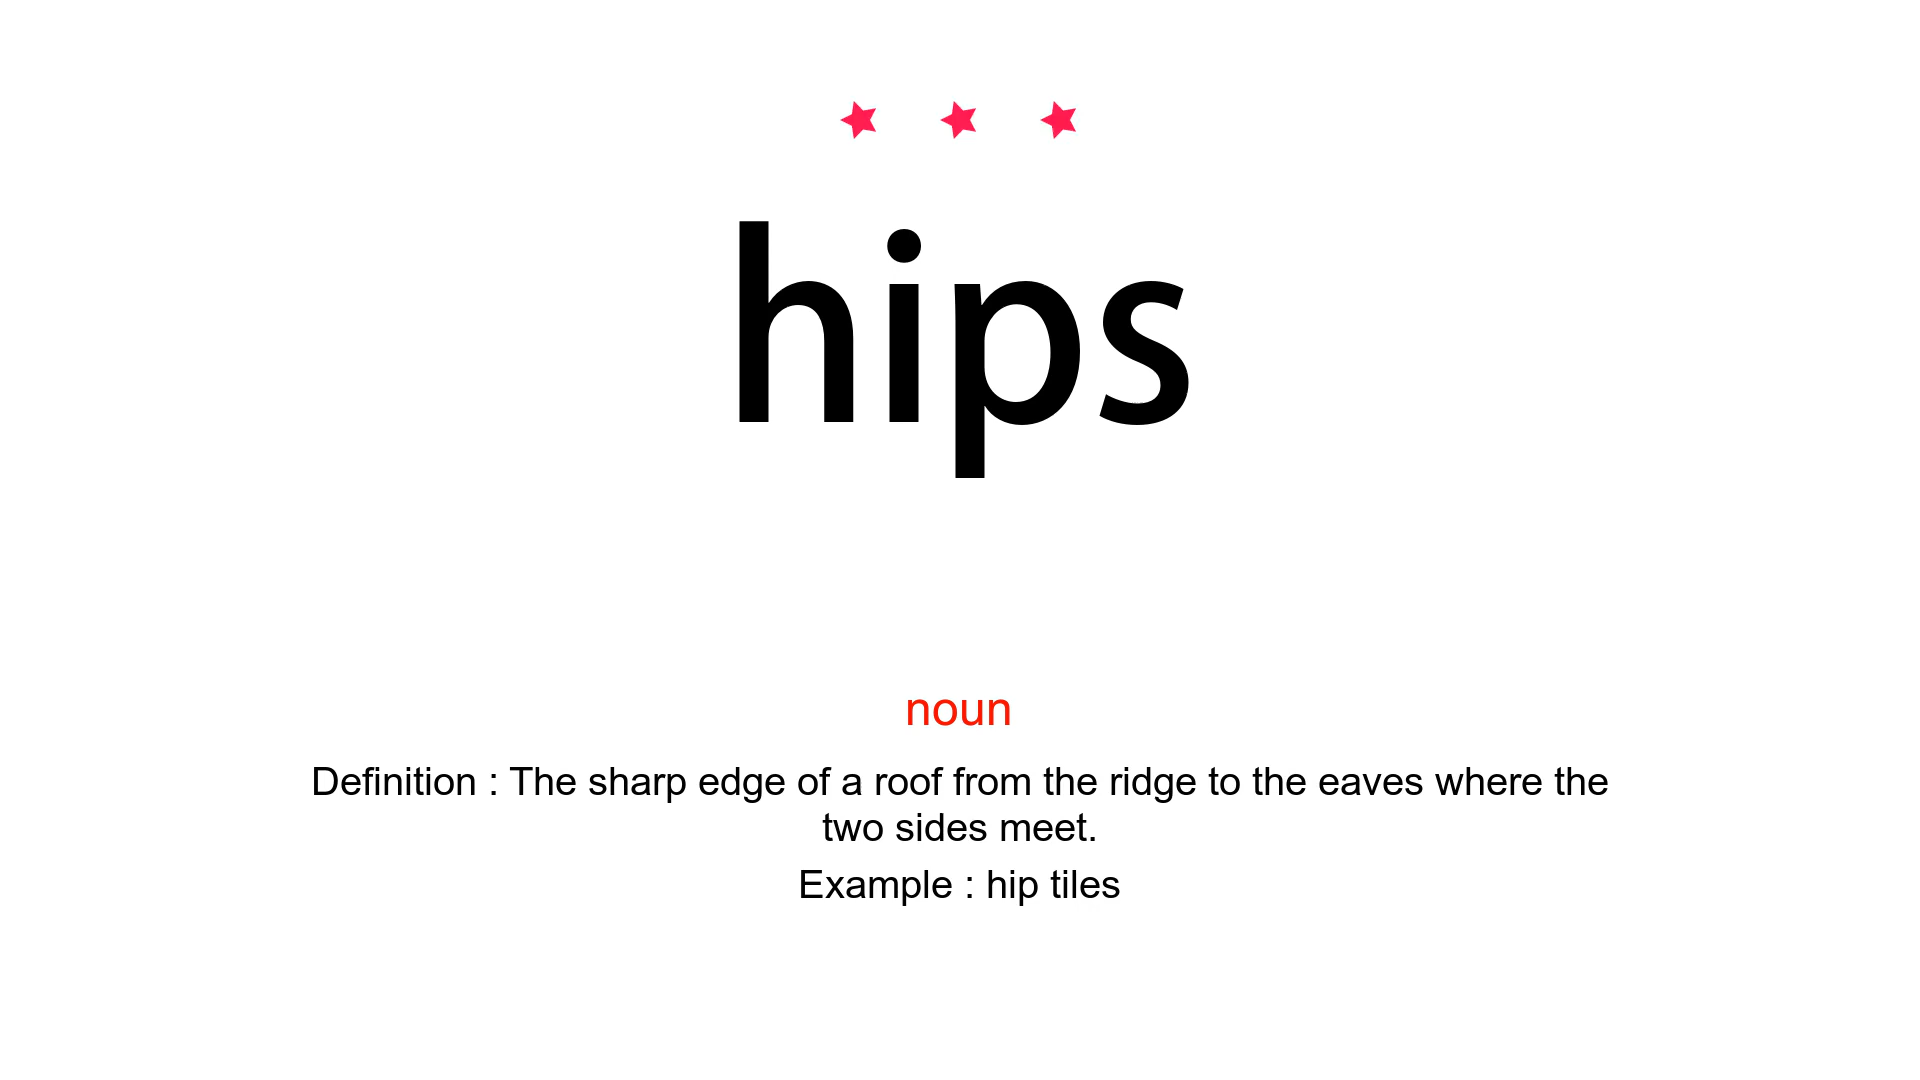 hips
noun
Definition : The sharp edge of a roof from the ridge to the eaves where the
two sides meet.
Example : hip tiles